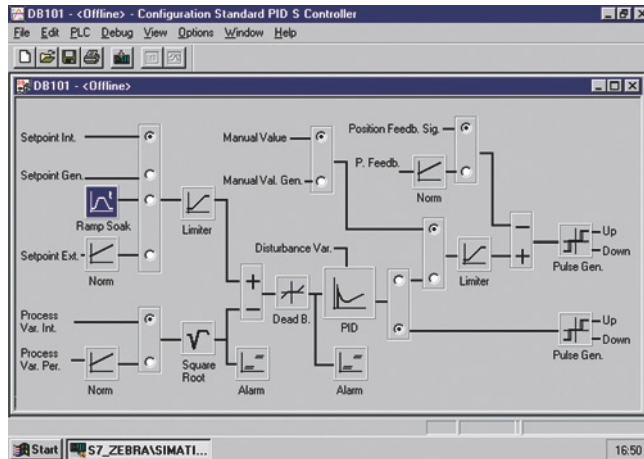 DB101 - <Offline> - Configuration Standard PID S Controller
File Edit PLC Debug View Options Window Help
DB101 - <Offline>
Setpoint Int.
Setpoint Gen.
Ramp Soak
Setpoint Ext.
Norm
Limiter
Manual Value
Manual Val. Gen.
Position Feedb. Sig.
P. Feedb.
Norm
Disturbance Var.
Limiter
Up
Down
Pulse Gen.
+
−
−
+
Dead B.
PID
Process
Var. Int.
Process
Var. Per.
Norm
Square
Root
Alarm
Alarm
Up
Down
Pulse Gen.
Start
S7_ZEBRA\SIMATI...
16:50